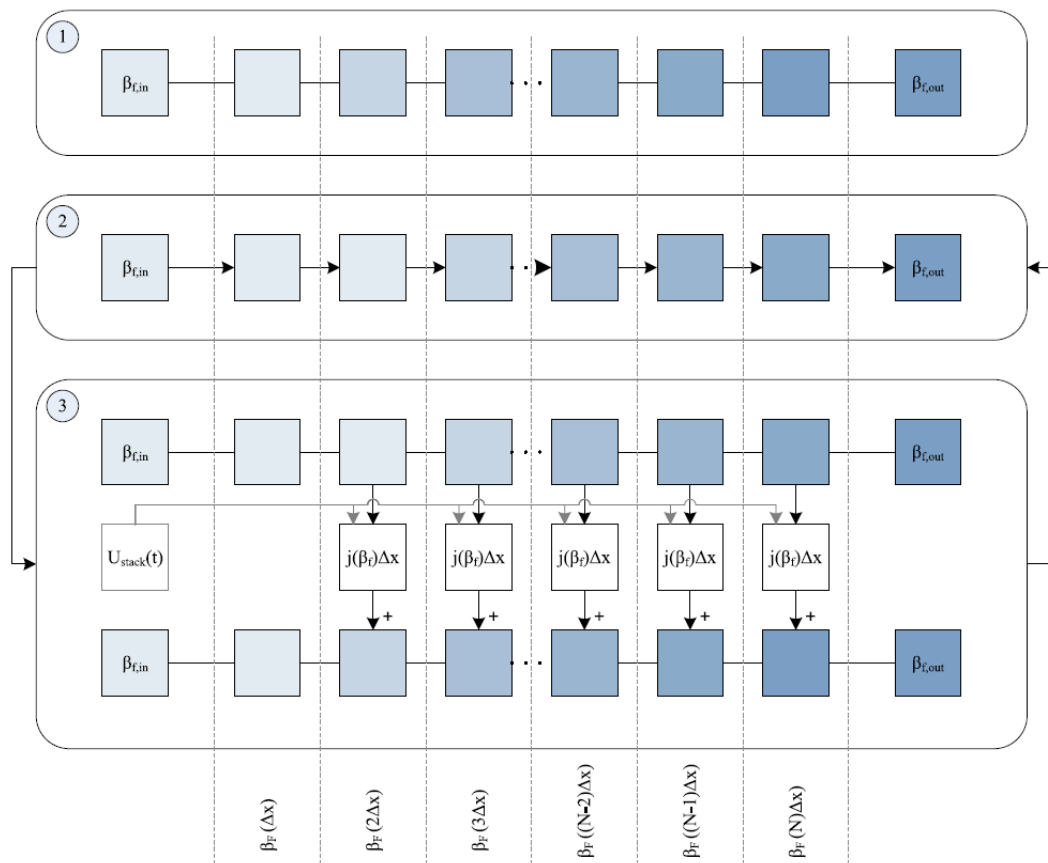 1
β_f,in
β_f,out
2
β_f,in
β_f,out
3
β_f,in
β_f,out
U_stack(t)
j(β_f)Δx
j(β_f)Δx
j(β_f)Δx
j(β_f)Δx
j(β_f)Δx
+
+
+
+
+
β_f,in
β_f,out
β_F (Δx)
β_F (2Δx)
β_F (3Δx)
β_F ((N-2)Δx)
β_F ((N-1)Δx)
β_F (N)Δx)